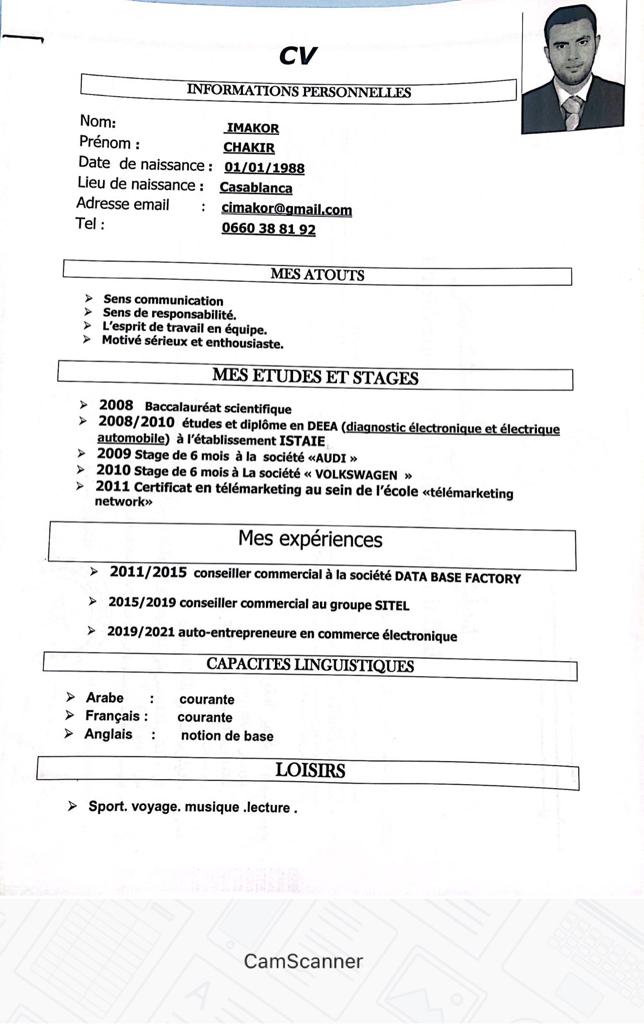 CV
INFORMATIONS PERSONNELLES
Nom: IMAKOR
Prénom : CHAKIR
Date de naissance : 01/01/1988
Lieu de naissance : Casablanca
Adresse email : cimakor@gmail.com
Tel : 0660 38 81 92
MES ATOUTS
➢ Sens communication
➢ Sens de responsabilité.
➢ L'esprit de travail en équipe.
➢ Motivé sérieux et enthousiaste.
MES ETUDES ET STAGES
➢ 2008 Baccalauréat scientifique
➢ 2008/2010 études et diplôme en DEEA (diagnostic électronique et électrique
automobile) à l'établissement ISTAIE
➢ 2009 Stage de 6 mois à la société «AUDI »
➢ 2010 Stage de 6 mois à La société « VOLKSWAGEN »
➢ 2011 Certificat en télémarketing au sein de l'école «télémarketing
network»
Mes expériences
➢ 2011/2015 conseiller commercial à la société DATA BASE FACTORY
➢ 2015/2019 conseiller commercial au groupe SITEL
➢ 2019/2021 auto-entrepreneure en commerce électronique
CAPACITES LINGUISTIQUES
➢ Arabe : courante
➢ Français : courante
➢ Anglais : notion de base
LOISIRS
➢ Sport. voyage. musique .lecture .
CamScanner